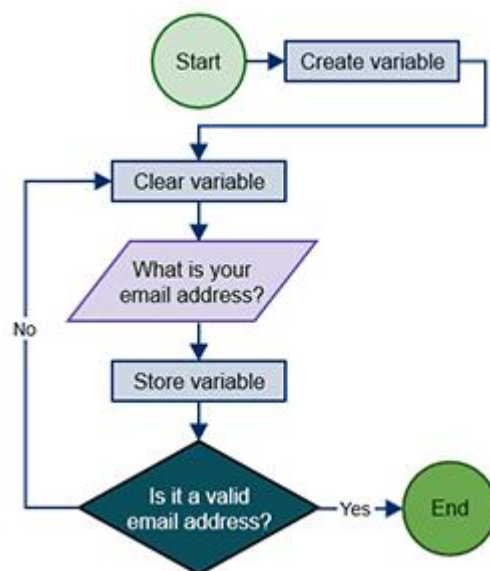 Start
Create variable
Clear variable
What is your
email address?
No
Store variable
Is it a valid
email address?
Yes
End